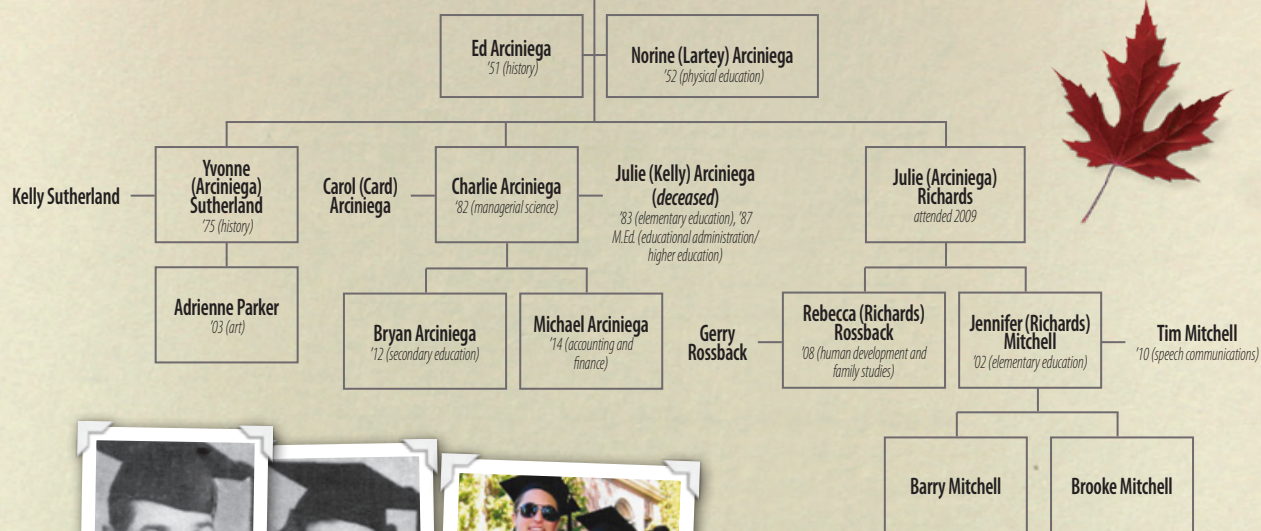 Ed Arciniega
'51 (history)
Norine (Lartey) Arciniega
'52 (physical education)
Kelly Sutherland
Yvonne
(Arciniega)
Sutherland
'75 (history)
Carol (Card)
Arciniega
Charlie Arciniega
'82 (managerial science)
Julie (Kelly) Arciniega
(deceased)
'83 (elementary education), '87
M.Ed. (educational administration/
higher education)
Julie (Arciniega)
Richards
attended 2009
Adrienne Parker
'03 (art)
Bryan Arciniega
'12 (secondary education)
Michael Arciniega
'14 (accounting and
finance)
Gerry
Rossback
Rebecca (Richards)
Rossback
'08 (human development and
family studies)
Jennifer (Richards)
Mitchell
'02 (elementary education)
Tim Mitchell
'10 (speech communications)
Barry Mitchell
Brooke Mitchell